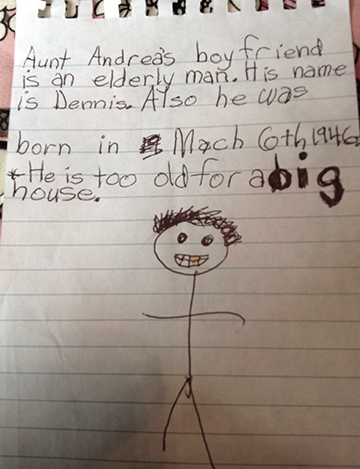 Aunt Andrea's boyfriend
is an elderly man. His name
is Dennis. Also he was
born in Mach 6th 1946
*He is too old for a big
house.